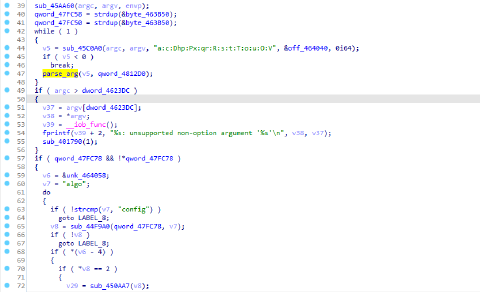 39 sub_45AA60(argc, argv, envp);
40 qword_47FC58 = strdup(&byte_463B50);
41 qword_47FC50 = strdup(&byte_463B50);
42 while ( 1 )
43 {
44 v5 = sub_45C0A0(argc, argv, "a:c:Dhp:Px:qr:R:s:t:T:o:u:O:V", &off_464040, 0i64);
45 if ( v5 < 0 )
46 break;
47 parse_arg(v5, qword_4812D8);
48 }
49 if ( argc > dword_4623DC )
50 {
51 v37 = argv[dword_4623DC];
52 v38 = *argv;
53 v39 = __iob_func();
54 fprintf(v39 + 2, "%s: unsupported non-option argument '%s'\n", v38, v37);
55 sub_401790(1);
56 }
57 if ( qword_47FC78 && !*qword_47FC78 )
58 {
59 v6 = &unk_464058;
60 v7 = "algo";
61 do
62 {
63 if ( !strcmp(v7, "config") )
64 goto LABEL_8;
65 v8 = sub_44F9A0(qword_47FC78, v7);
66 if ( !v8 )
67 goto LABEL_8;
68 if ( *(v6 - 4) )
69 {
70 if ( *v8 == 2 )
71 {
72 v29 = sub_450AA7(v8);